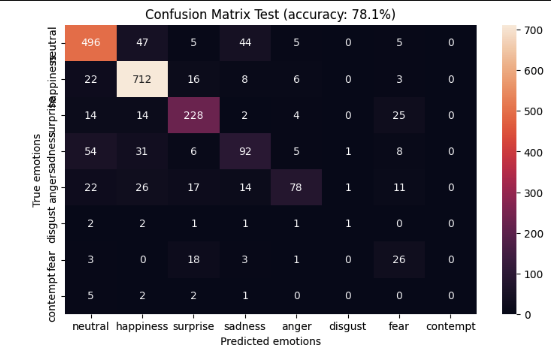 Confusion Matrix Test (accuracy: 78.1%)
True emotions
neutral 496 47 5 44 5 0 5 0
happiness 22 712 16 8 6 0 3 0
surprise 14 14 228 2 4 0 25 0
sadness 54 31 6 92 5 1 8 0
anger 22 26 17 14 78 1 11 0
disgust 2 2 1 1 1 1 0 0
fear 3 0 18 3 1 0 26 0
contempt 5 2 2 1 0 0 0 0
neutral happiness surprise sadness anger disgust fear contempt
Predicted emotions
700
600
500
400
300
200
100
0